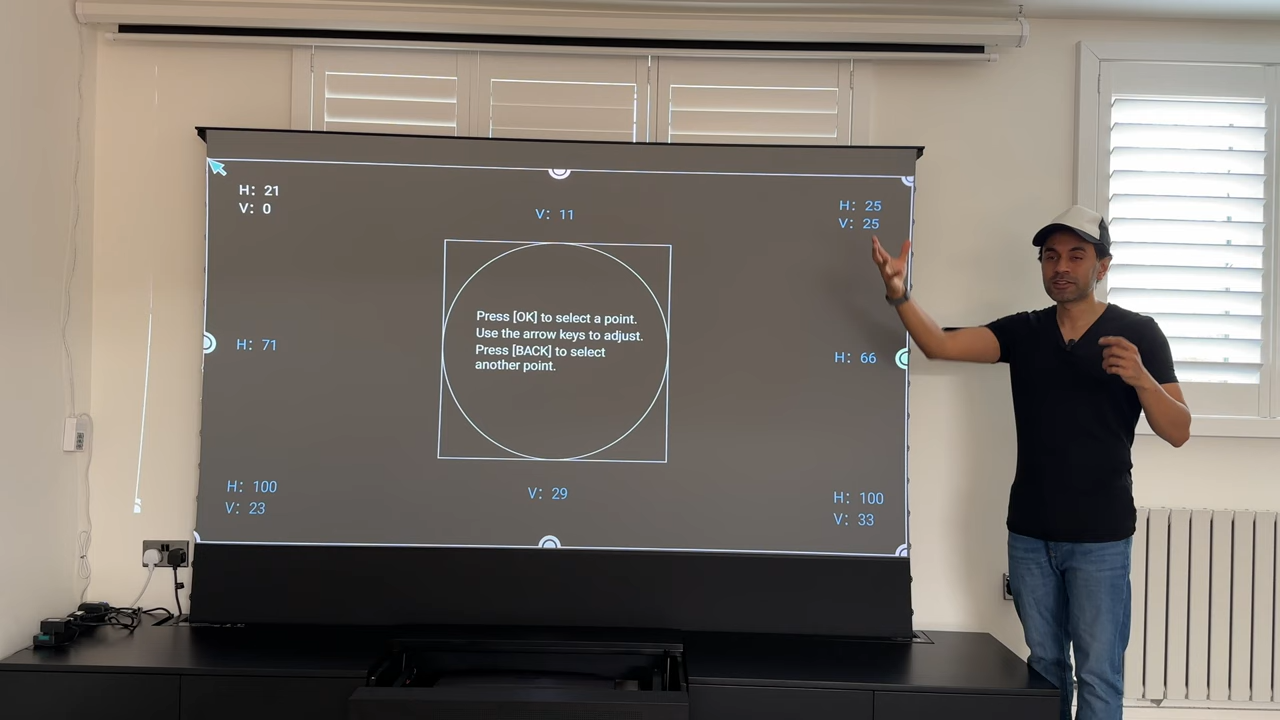 H: 21
V: 0
V: 11
H: 25
V: 25
Press [OK] to select a point.
Use the arrow keys to adjust.
Press [BACK] to select
another point.
H: 71
H: 66
H: 100
V: 23
V: 29
H: 100
V: 33